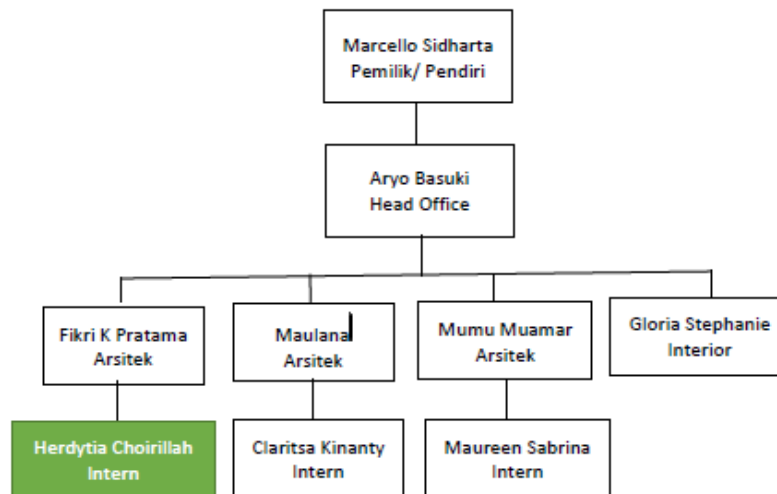 Marcello Sidharta
Pemilik/ Pendiri
Aryo Basuki
Head Office
Fikri K Pratama
Arsitek
Maulana
Arsitek
Mumu Muamar
Arsitek
Gloria Stephanie
Interior
Herdytia Choirillah
Intern
Claritsa Kinanty
Intern
Maureen Sabrina
Intern